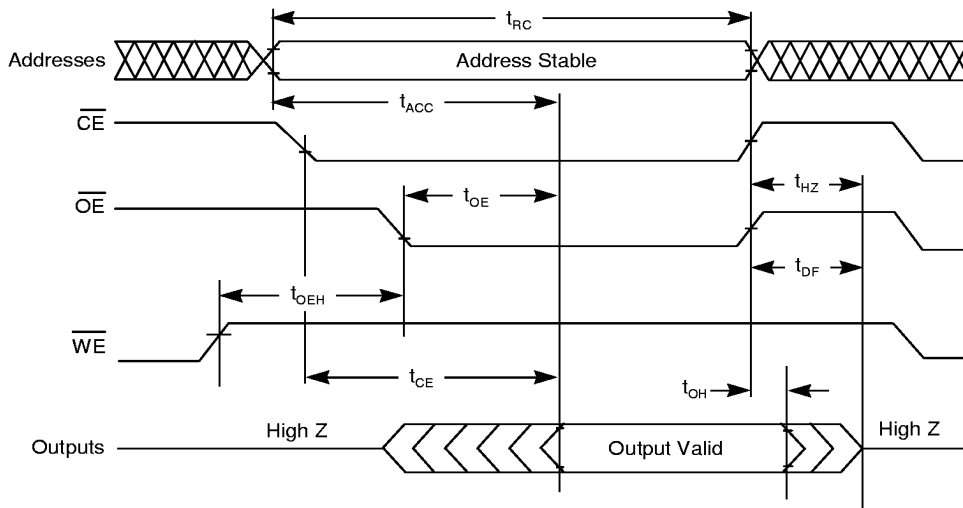 tRC
Addresses
Address Stable
tACC
CE
tHZ
tOE
OE
tDF
tOEH
WE
tCE
tOH
High Z
High Z
Outputs
Output Valid